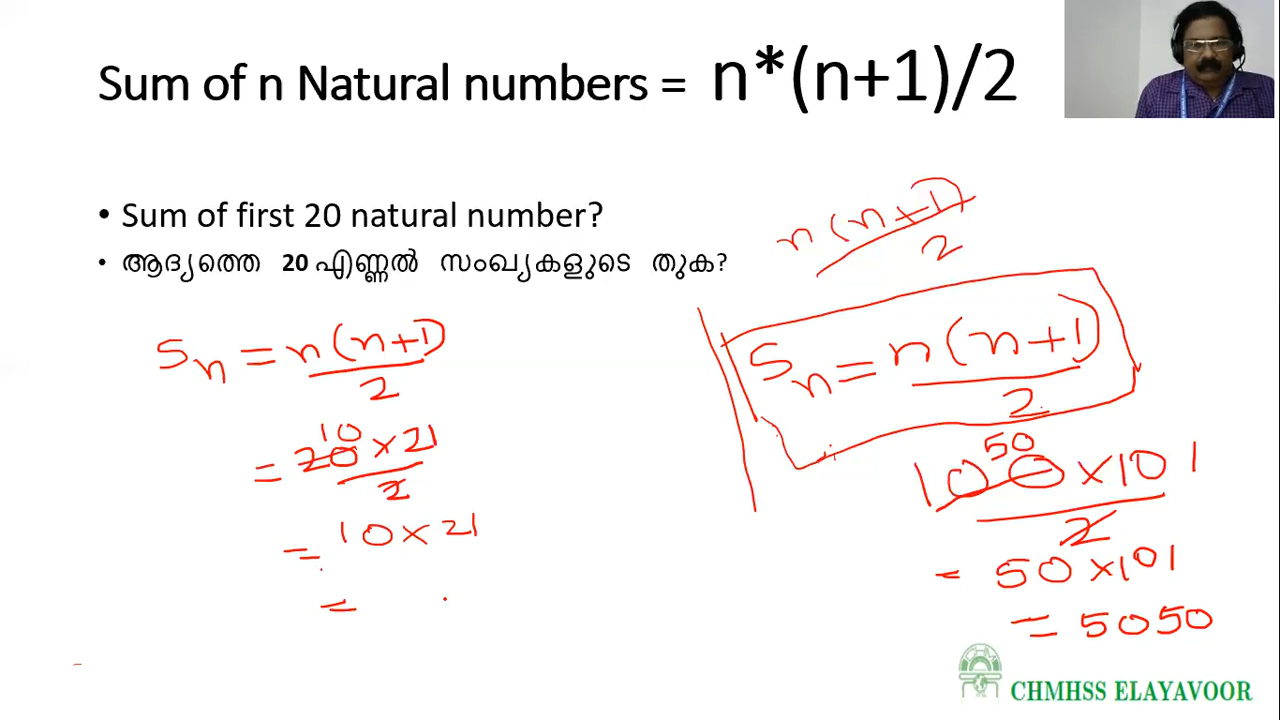 Sum of n Natural numbers = n*(n+1)/2
• Sum of first 20 natural number?
• ആദ്യത്തെ 20 എണ്ണൽ സംഖ്യകളുടെ തുക?
n(n+1)
2
Sn = n(n+1)
2
= 20 10 × 21
2
= 10 × 21
=
Sn = n(n+1)
2
100 50 × 101
2
= 50 × 101
= 5050
CHMHSS ELAYAVOOR